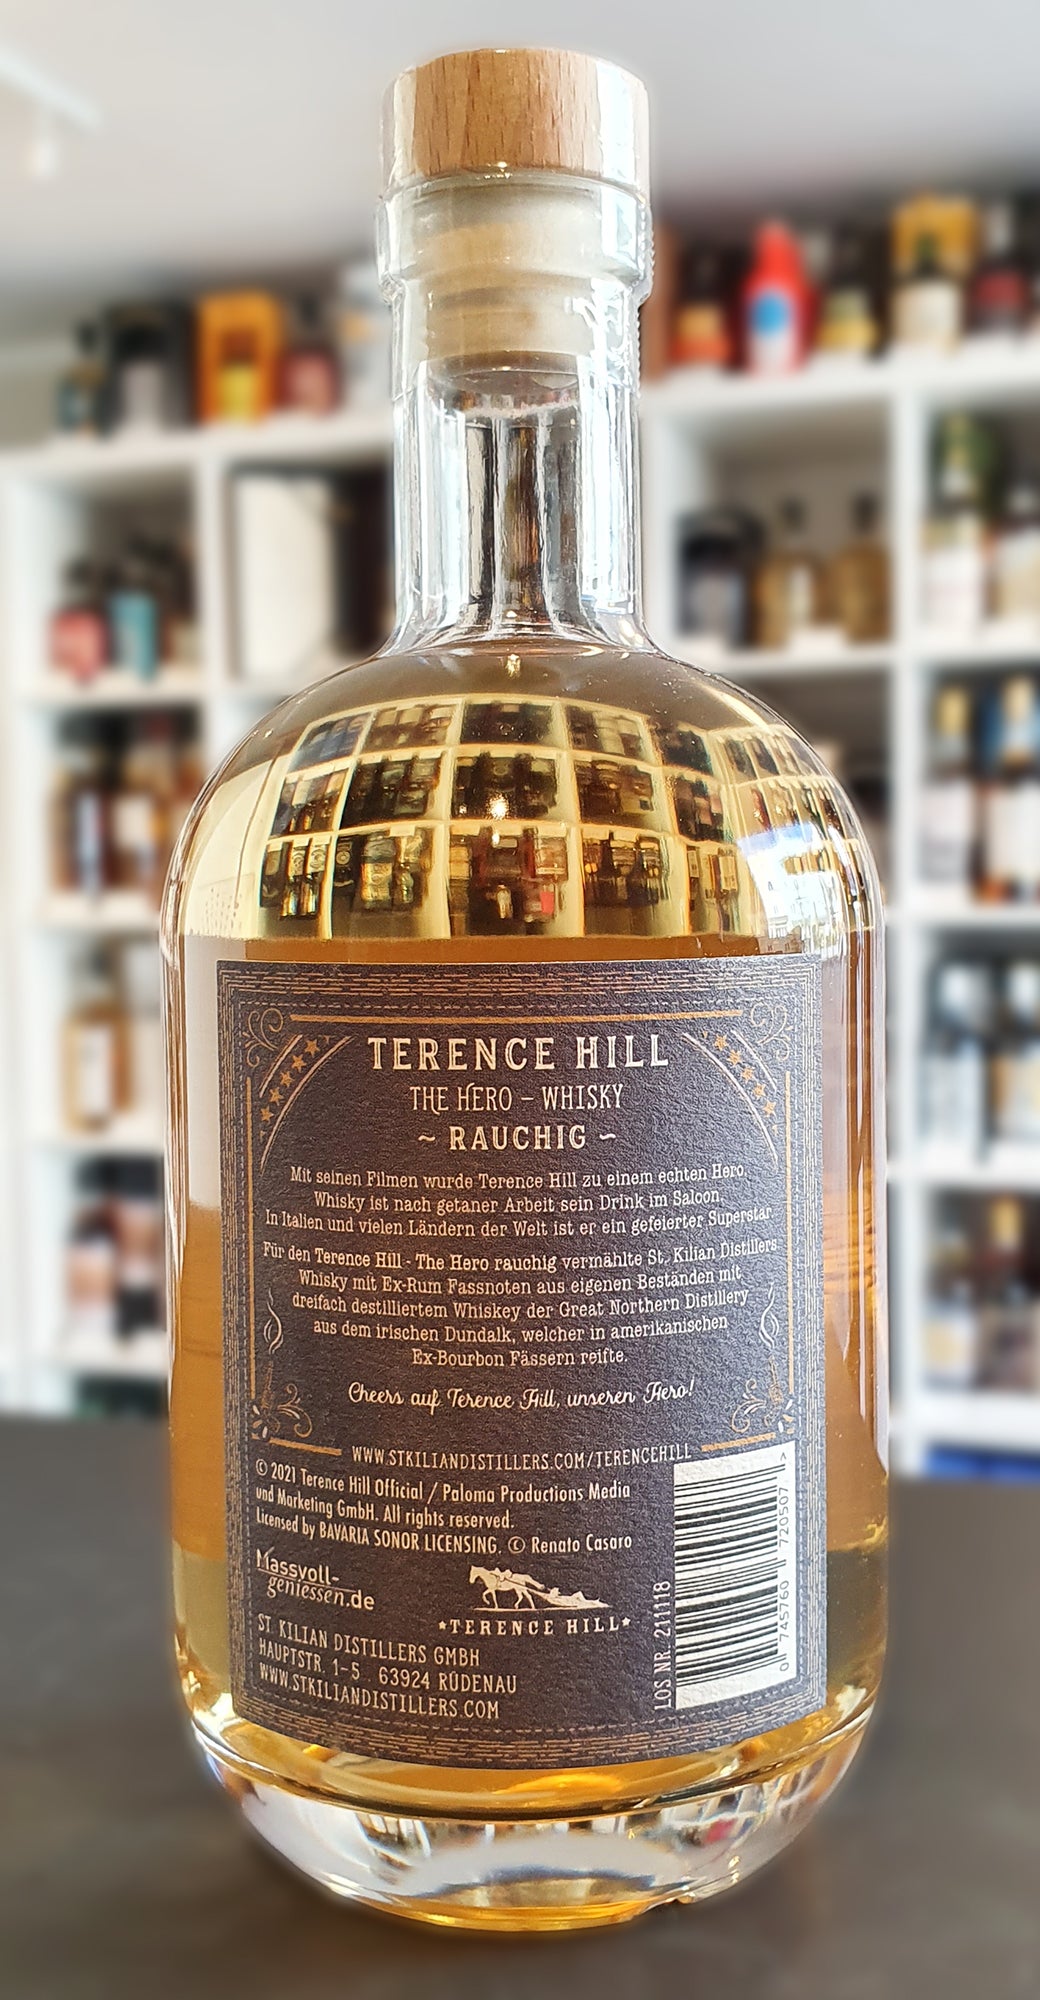 TERENCE HILL
THE HERO – WHISKY
~ RAUCHIG ~
Mit seinen Filmen wurde Terence Hill zu einem echten Hero.
Whisky ist nach getaner Arbeit sein Drink im Saloon.
In Italien und vielen Ländern der Welt ist er ein gefeierter Superstar.
Für den Terence Hill - The Hero rauchig vermählte St. Kilian Distillers
Whisky mit Ex-Rum Fassnoten aus eigenen Beständen mit
dreifach destilliertem Whiskey der Great Northern Distillery
aus dem irischen Dundalk, welcher in amerikanischen
Ex-Bourbon Fässern reifte.
Cheers auf Terence Hill, unseren Hero!
WWW.STKILIANDISTILLERS.COM/TERENCEHILL
© 2021 Terence Hill Official / Paloma Productions Media
und Marketing GmbH. All rights reserved.
Licensed by BAVARIA SONOR LICENSING. © Renato Casaro
Massvoll-
geniessen.de
★TERENCE HILL★
ST. KILIAN DISTILLERS GMBH
HAUPTSTR. 1-5 63924 RÜDENAU
WWW.STKILIANDISTILLERS.COM
LOS NR. 211118
0 745760 720507 >